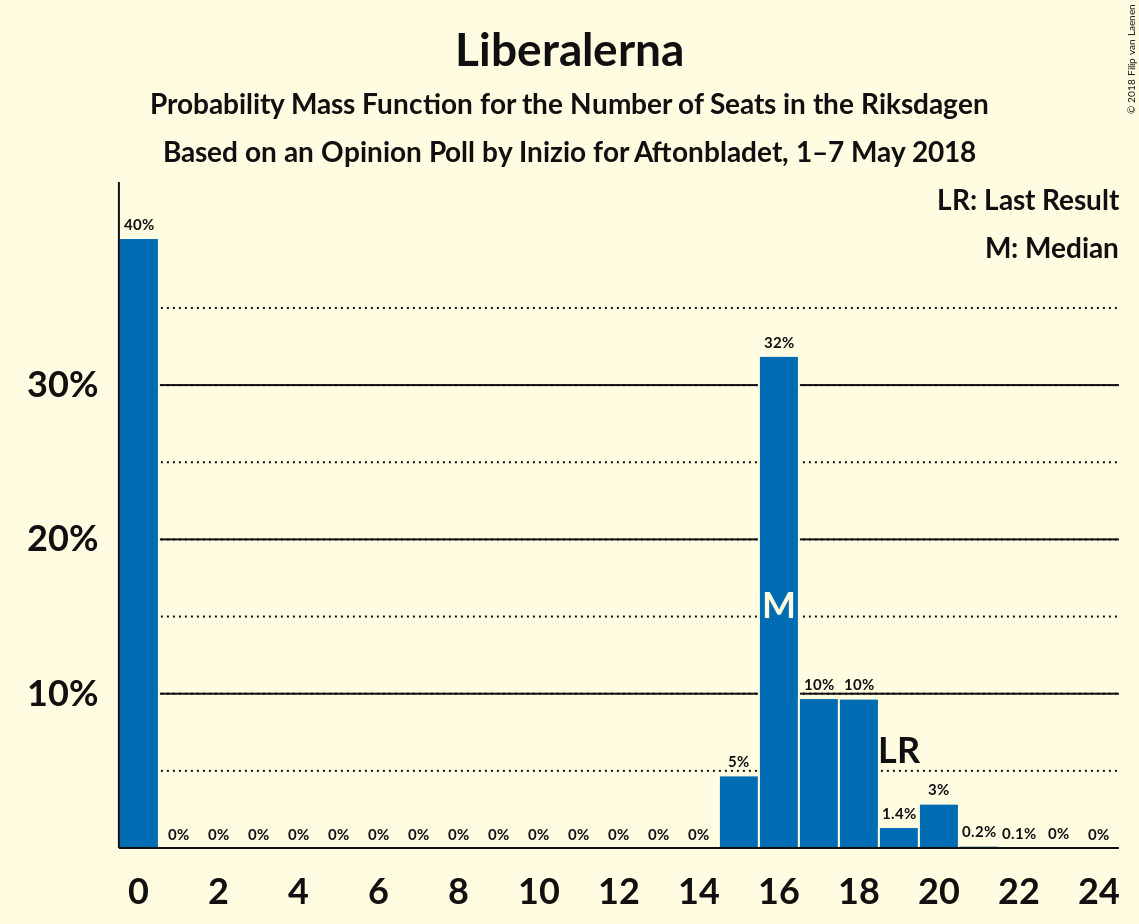 Liberalerna
Probability Mass Function for the Number of Seats in the Riksdagen
Based on an Opinion Poll by Inizio for Aftonbladet, 1–7 May 2018
© 2018 Filip van Laenen
LR: Last Result
M: Median
40%
32%
30%
20%
M
10%
10% 10%
LR
5%
3%
1.4%
0% 0% 0% 0% 0% 0% 0% 0% 0% 0% 0% 0% 0% 0% 0.2% 0.1% 0% 0%
0 2 4 6 8 10 12 14 16 18 20 22 24